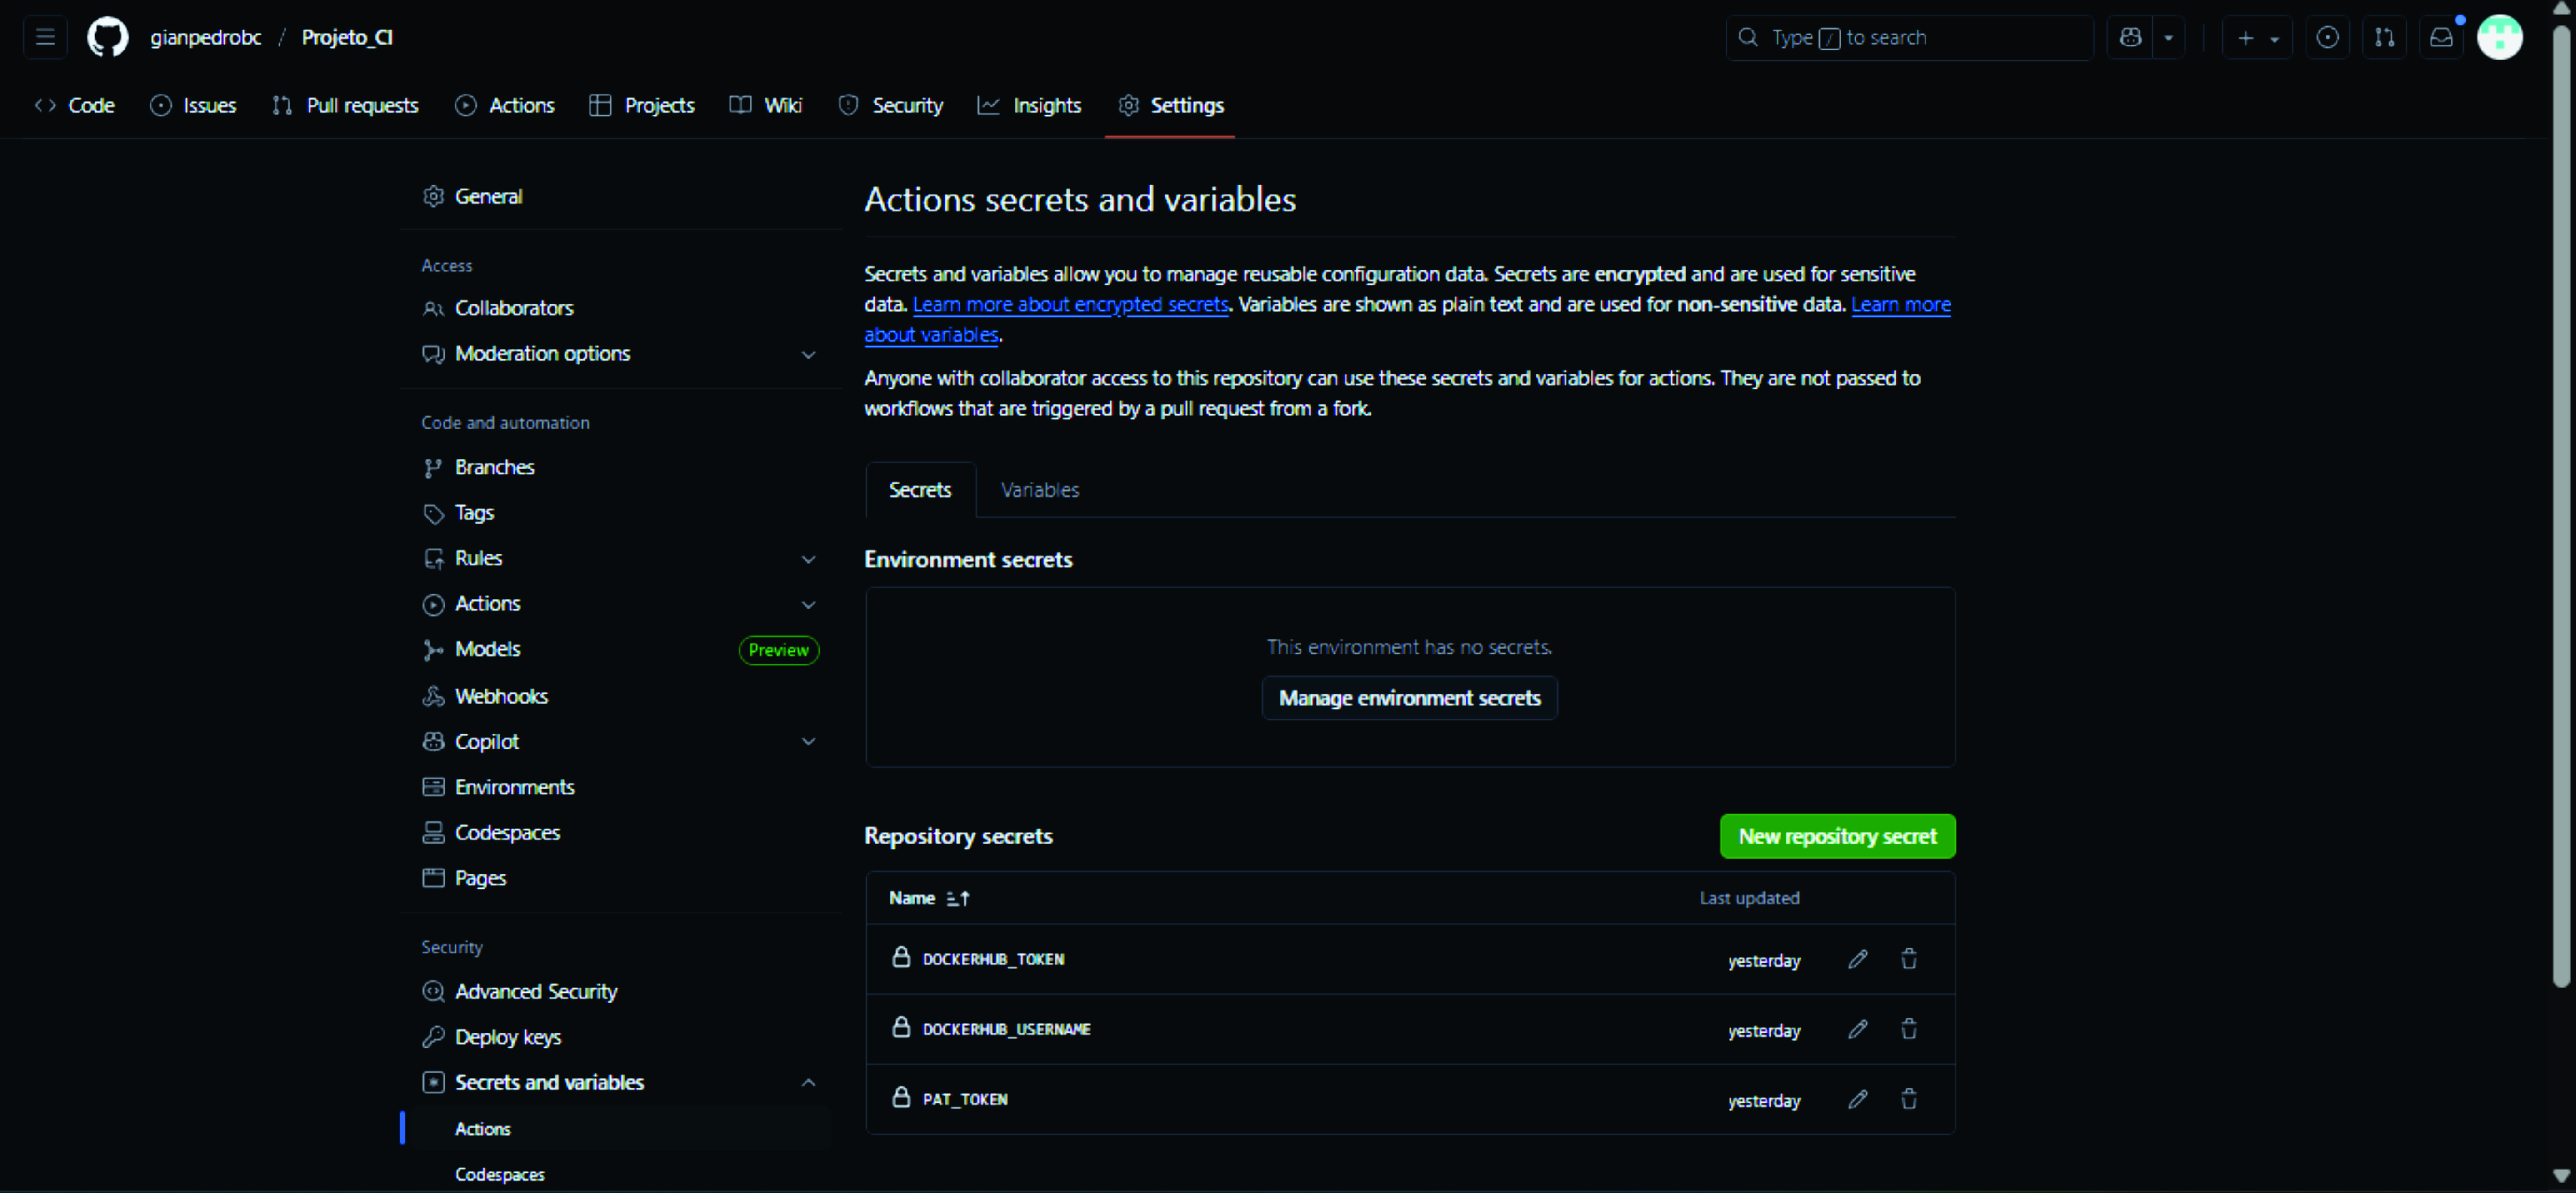 gianpedrobc / Projeto_CI
Type / to search
Code
Issues
Pull requests
Actions
Projects
Wiki
Security
Insights
Settings
General
Access
Collaborators
Moderation options
Code and automation
Branches
Tags
Rules
Actions
Models
Preview
Webhooks
Copilot
Environments
Codespaces
Pages
Security
Advanced Security
Deploy keys
Secrets and variables
Actions
Codespaces
Actions secrets and variables
Secrets and variables allow you to manage reusable configuration data. Secrets are encrypted and are used for sensitive
data. Learn more about encrypted secrets. Variables are shown as plain text and are used for non-sensitive data. Learn more
about variables.
Anyone with collaborator access to this repository can use these secrets and variables for actions. They are not passed to
workflows that are triggered by a pull request from a fork.
Secrets
Variables
Environment secrets
This environment has no secrets.
Manage environment secrets
Repository secrets
New repository secret
Name
Last updated
DOCKERHUB_TOKEN
yesterday
DOCKERHUB_USERNAME
yesterday
PAT_TOKEN
yesterday